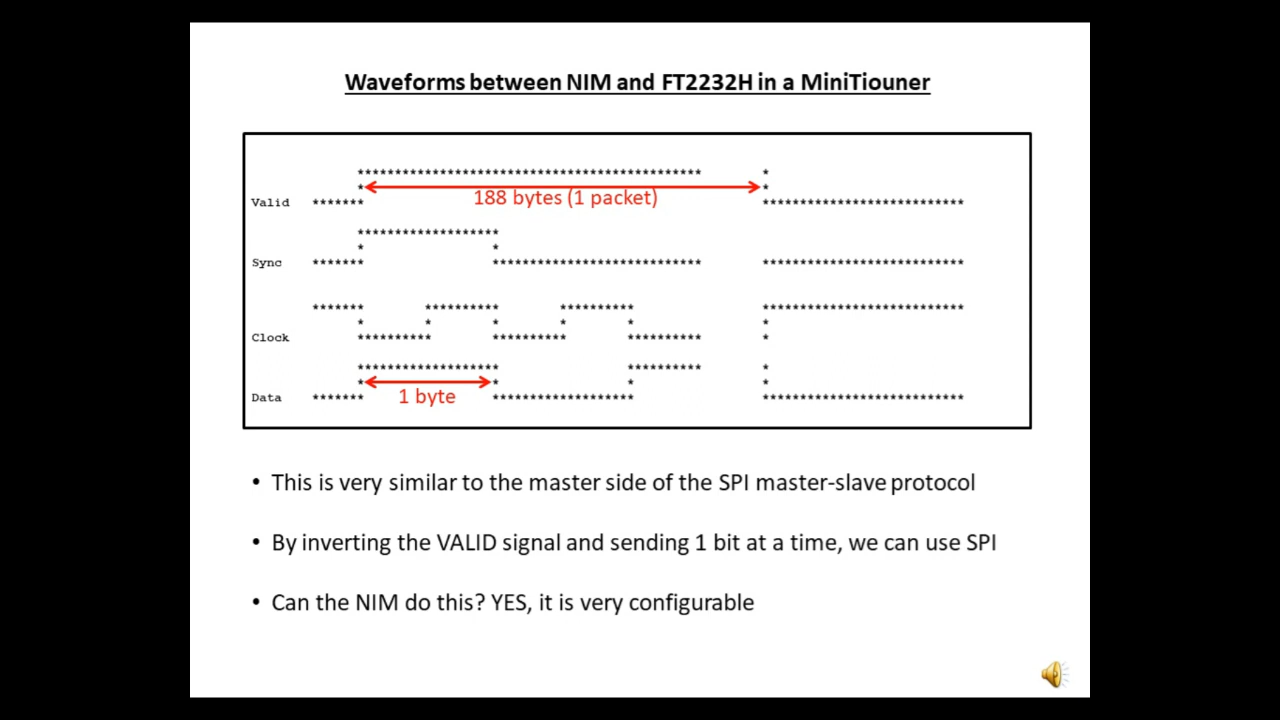 Waveforms between NIM and FT2232H in a MiniTiouner
188 bytes (1 packet)
Valid
Sync
Clock
1 byte
Data
• This is very similar to the master side of the SPI master-slave protocol
• By inverting the VALID signal and sending 1 bit at a time, we can use SPI
• Can the NIM do this? YES, it is very configurable